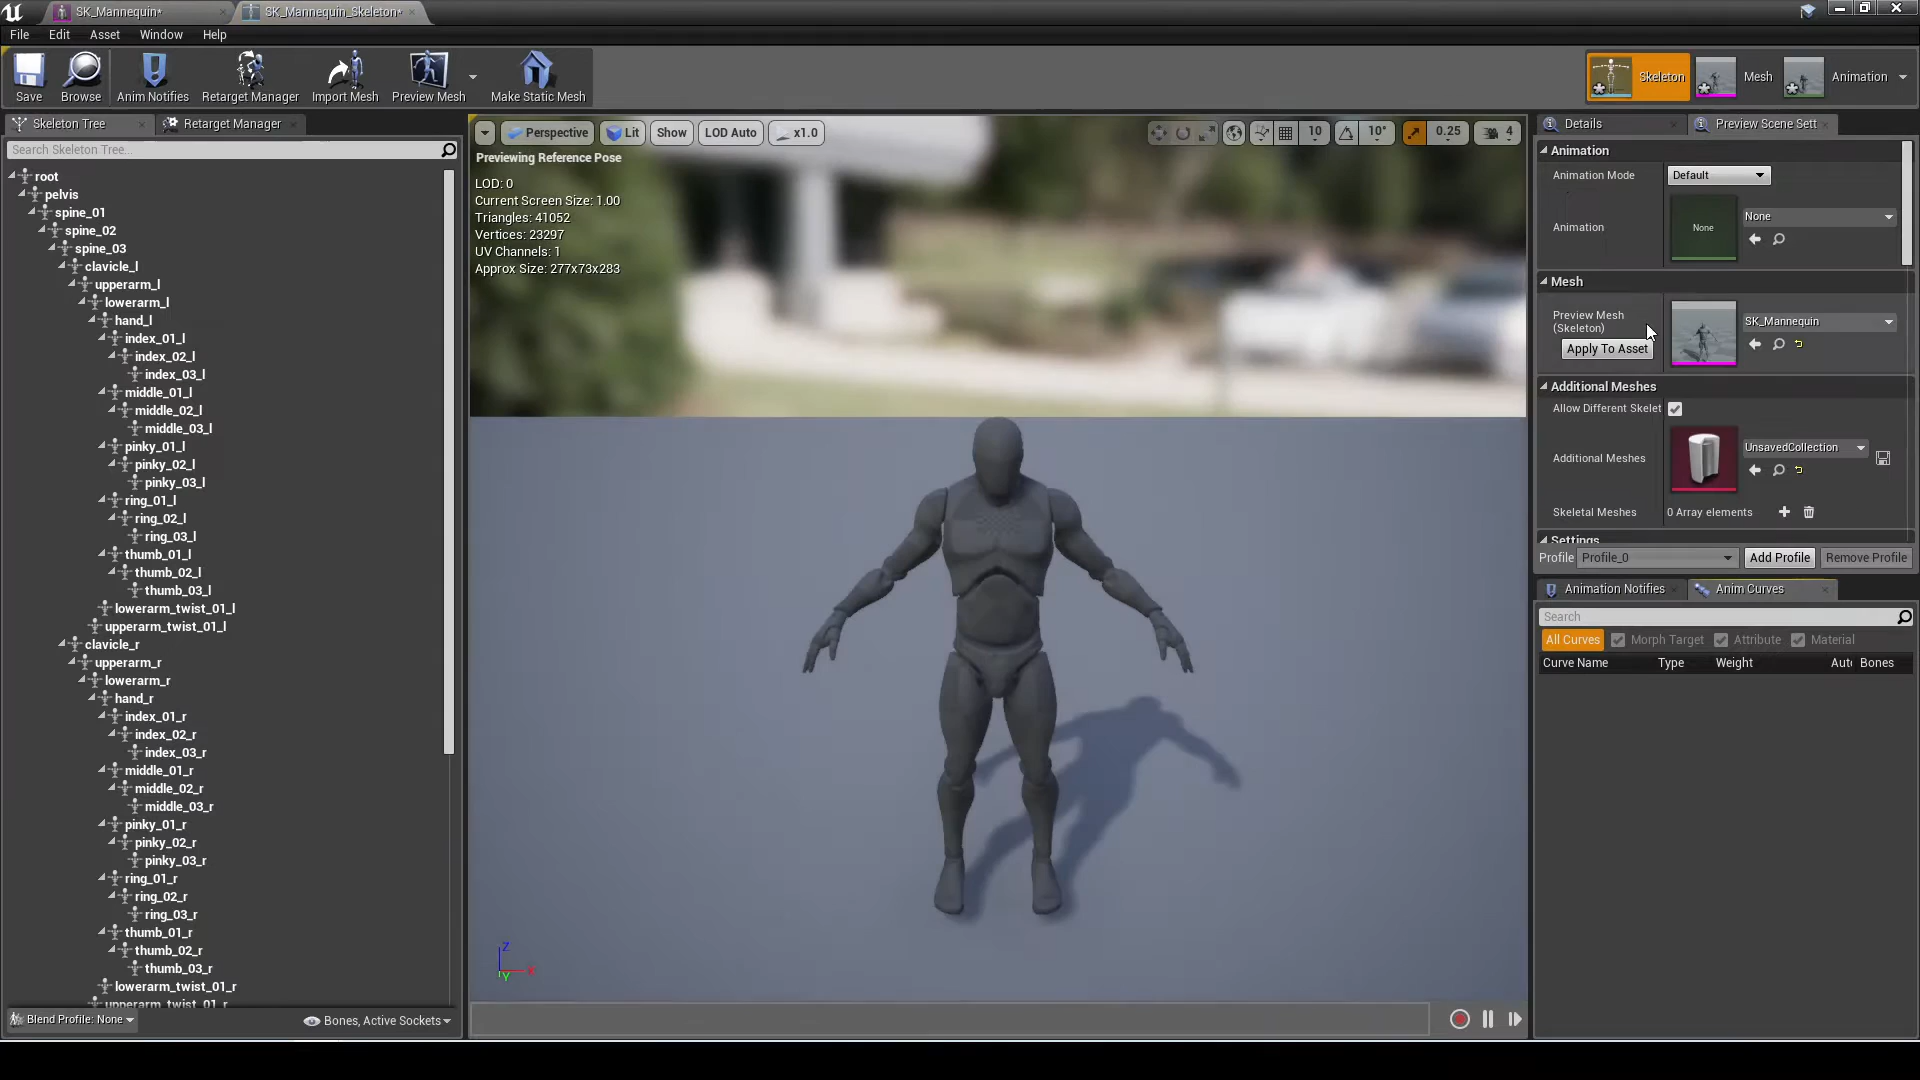 SK_Mannequin*
SK_Mannequin_Skeleton*
File Edit Asset Window Help
Save Browse Anim Notifies Retarget Manager Import Mesh Preview Mesh Make Static Mesh
Skeleton Mesh Animation
Skeleton Tree
Retarget Manager
Search Skeleton Tree...
root
pelvis
spine_01
spine_02
spine_03
clavicle_l
upperarm_l
lowerarm_l
hand_l
index_01_l
index_02_l
index_03_l
middle_01_l
middle_02_l
middle_03_l
pinky_01_l
pinky_02_l
pinky_03_l
ring_01_l
ring_02_l
ring_03_l
thumb_01_l
thumb_02_l
thumb_03_l
lowerarm_twist_01_l
upperarm_twist_01_l
clavicle_r
upperarm_r
lowerarm_r
hand_r
index_01_r
index_02_r
index_03_r
middle_01_r
middle_02_r
middle_03_r
pinky_01_r
pinky_02_r
pinky_03_r
ring_01_r
ring_02_r
ring_03_r
thumb_01_r
thumb_02_r
thumb_03_r
lowerarm_twist_01_r
upperarm_twist_01_r
Blend Profile: None
Bones, Active Sockets
Perspective Lit Show LOD Auto x1.0
10 10° 0.25 4
Previewing Reference Pose
LOD: 0
Current Screen Size: 1.00
Triangles: 41052
Vertices: 23297
UV Channels: 1
Approx Size: 277x73x283
Z
X
Y
Details
Preview Scene Sett
Animation
Animation Mode Default
Animation None None
Mesh
Preview Mesh
(Skeleton)
SK_Mannequin
Apply To Asset
Additional Meshes
Allow Different Skelet
Additional Meshes UnsavedCollection
Skeletal Meshes 0 Array elements
Settings
Profile Profile_0 Add Profile Remove Profile
Animation Notifies
Anim Curves
Search
All Curves Morph Target Attribute Material
Curve Name Type Weight Aut Bones